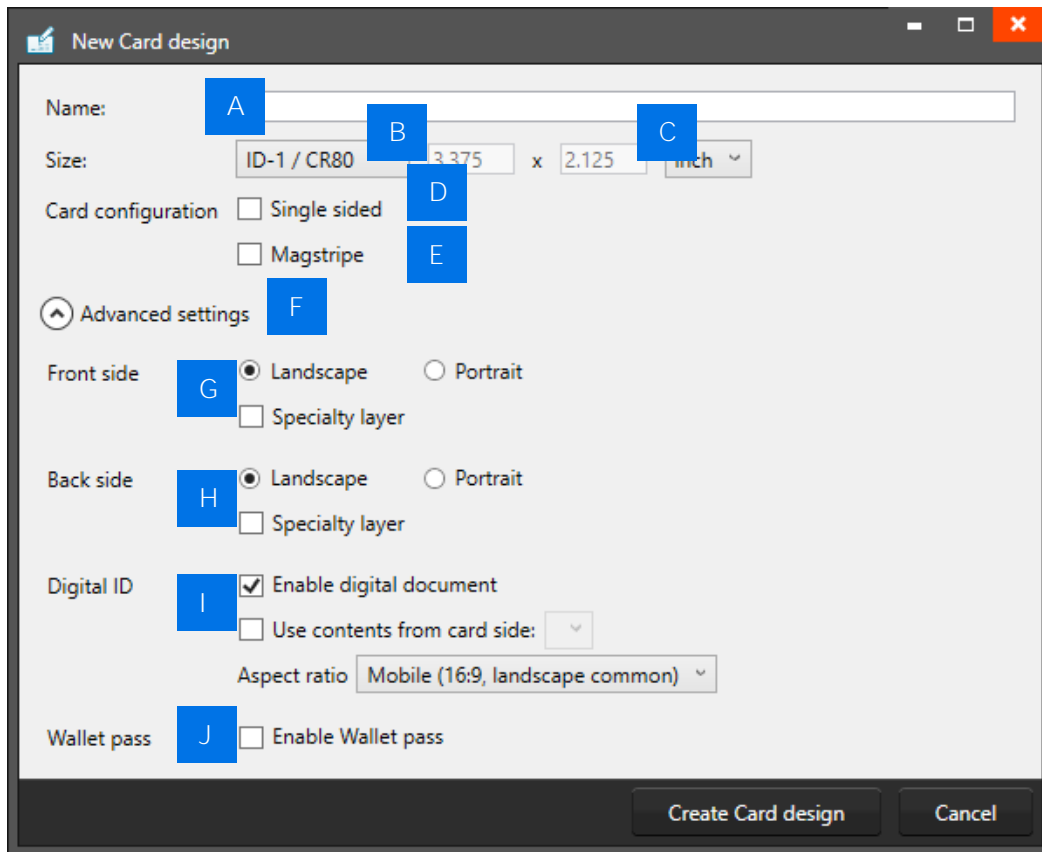 New Card design
Name: A
B C
Size: ID-1 / CR80 3.375 x 2.125 Inch
D
Card configuration Single sided
Magstripe E
Advanced settings F
Front side G Landscape Portrait
Specialty layer
Back side H Landscape Portrait
Specialty layer
Digital ID I Enable digital document
Use contents from card side:
Aspect ratio Mobile (16:9, landscape common)
Wallet pass J Enable Wallet pass
Create Card design Cancel